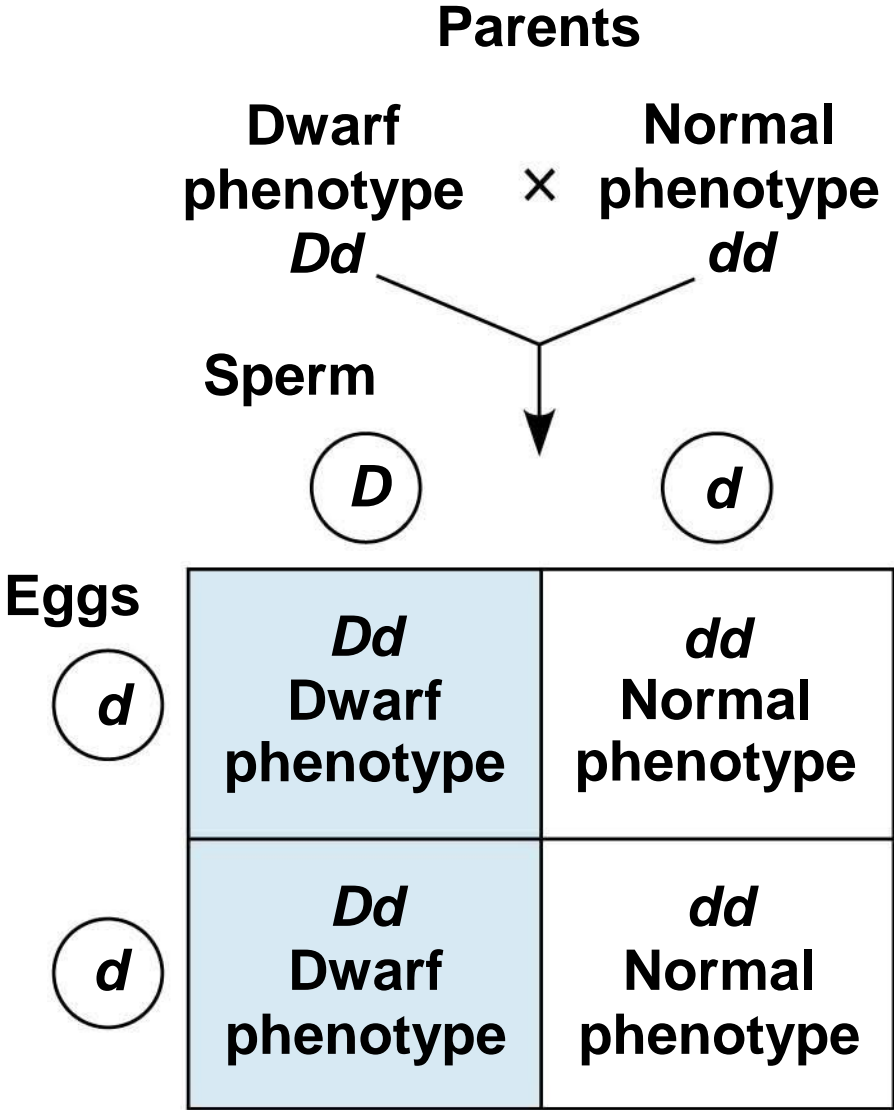 Parents
Dwarf phenotype Dd × Normal phenotype dd
Sperm
D d
Eggs
d
Dd Dwarf phenotype
dd Normal phenotype
d
Dd Dwarf phenotype
dd Normal phenotype